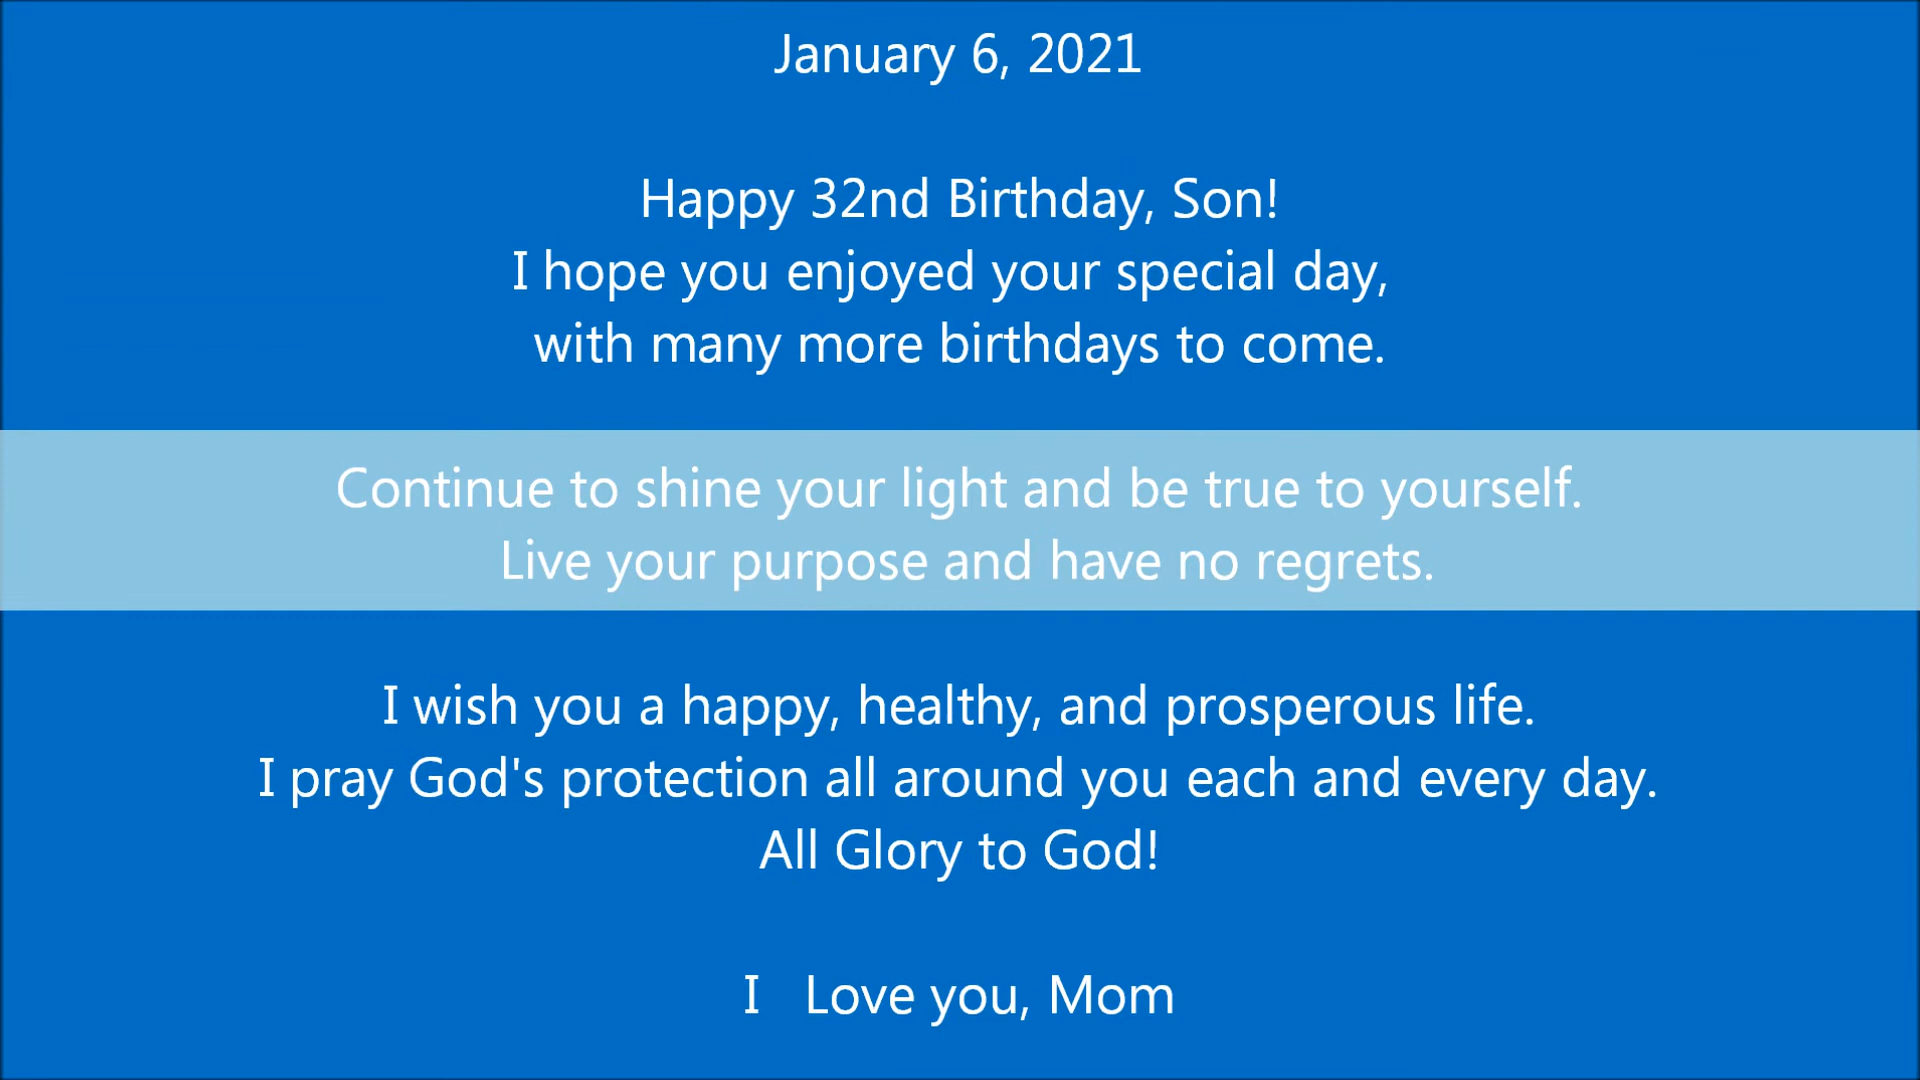 January 6, 2021
Happy 32nd Birthday, Son!
I hope you enjoyed your special day,
with many more birthdays to come.
Continue to shine your light and be true to yourself.
Live your purpose and have no regrets.
I wish you a happy, healthy, and prosperous life.
I pray God's protection all around you each and every day.
All Glory to God!
I   Love you, Mom